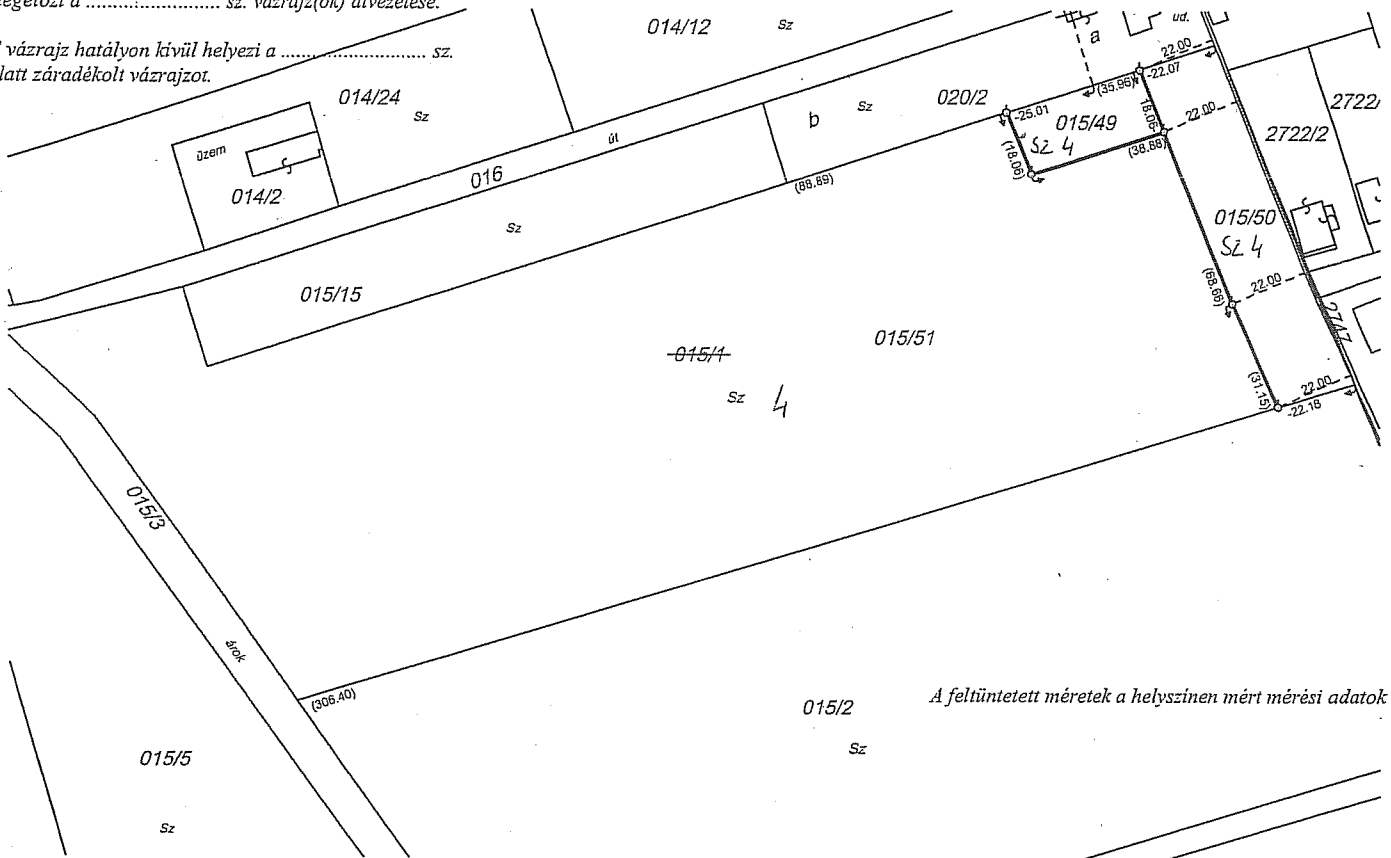 sz. vázrajz(ok) átvezetése.
vázrajz hatályon kívül helyezi a .............................. sz.
latt záradékolt vázrajzot.
014/12
Sz
a
üd.
22.00
-22.07
014/24
Sz
020/2
Sz
b
(35.96)
-25.01
015/49
Sz 4
18.06
22.00
2722/
2722/2
üzem
014/2
út
016
(18.06)
(38.88)
(88.89)
Sz
015/50
Sz 4
015/15
(68.66)
22.00
2747
015/1
015/51
Sz 4
(31.15)
22.00
-22.18
015/3
árok
(306.40)
015/2
Sz
A feltüntetett méretek a helyszínen mért mérési adatok
015/5
Sz